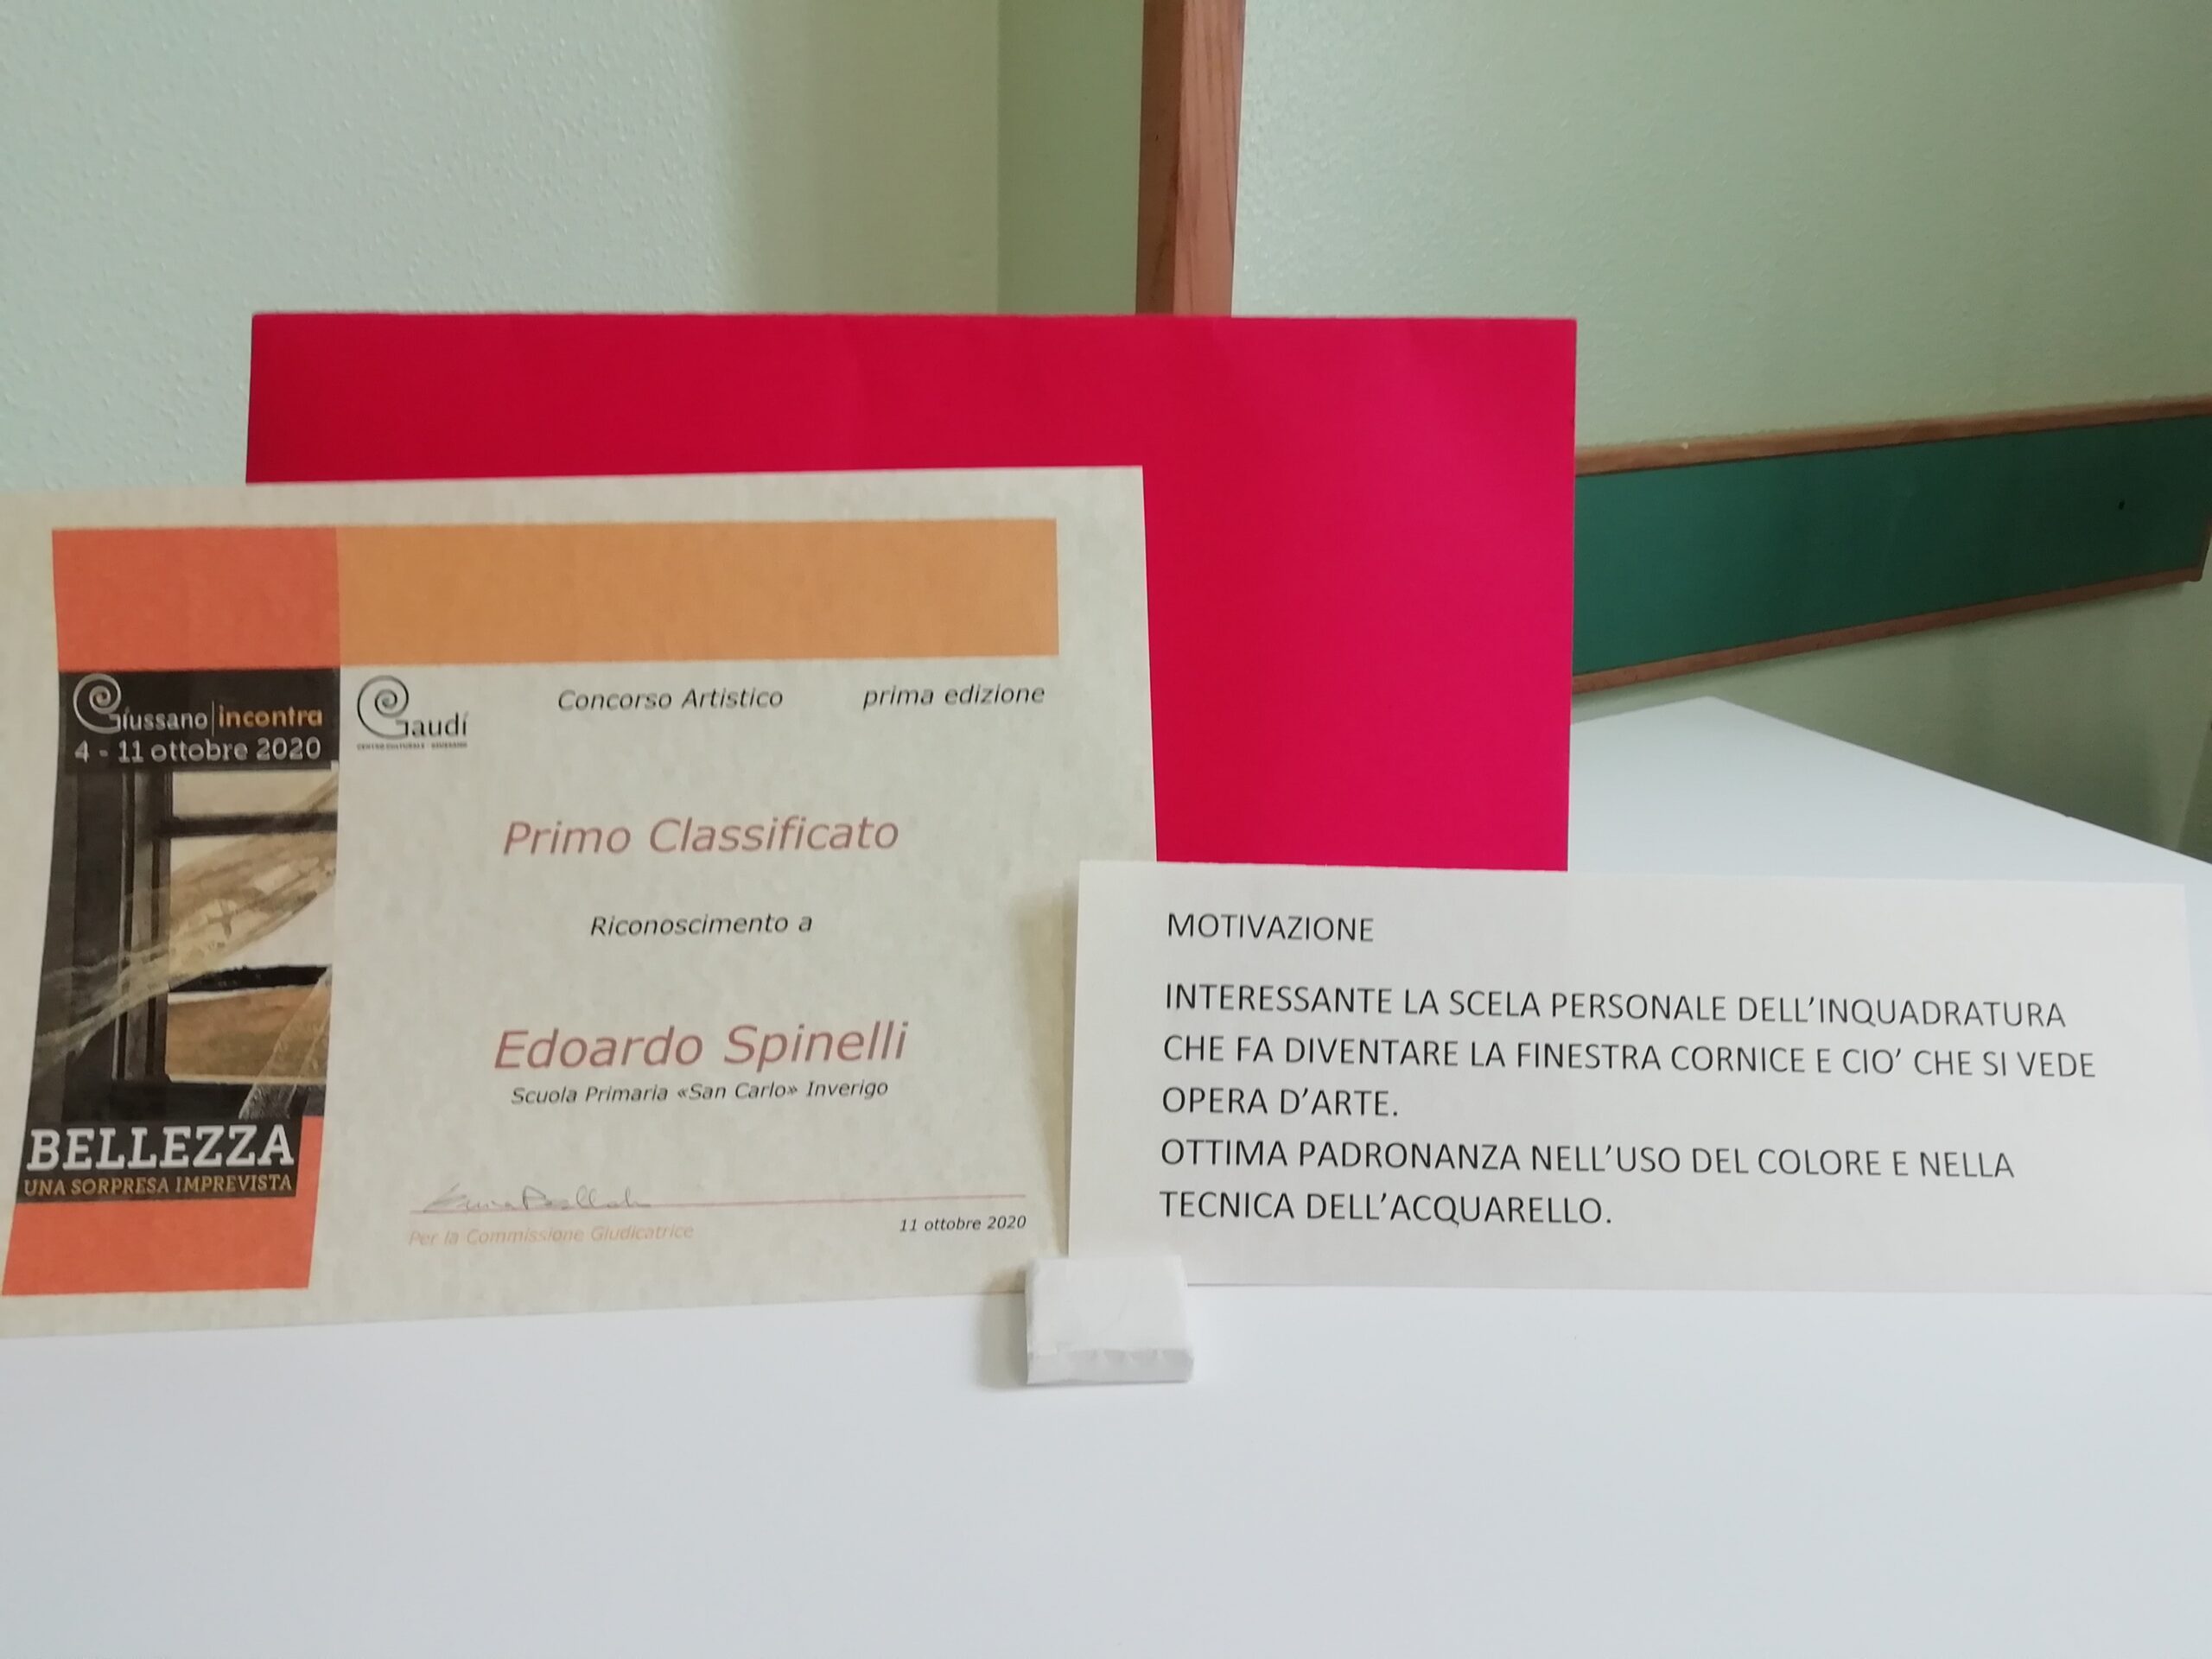 Giussano|incontra
4 - 11 ottobre 2020
BELLEZZA
UNA SORPRESA IMPREVISTA
Gaudí
CENTRO CULTURALE - GIUSSANO
Concorso Artistico prima edizione
Primo Classificato
Riconoscimento a
Edoardo Spinelli
Scuola Primaria «San Carlo» Inverigo
Per la Commissione Giudicatrice
11 ottobre 2020
MOTIVAZIONE
INTERESSANTE LA SCELA PERSONALE DELL'INQUADRATURA
CHE FA DIVENTARE LA FINESTRA CORNICE E CIO' CHE SI VEDE
OPERA D'ARTE.
OTTIMA PADRONANZA NELL'USO DEL COLORE E NELLA
TECNICA DELL'ACQUARELLO.